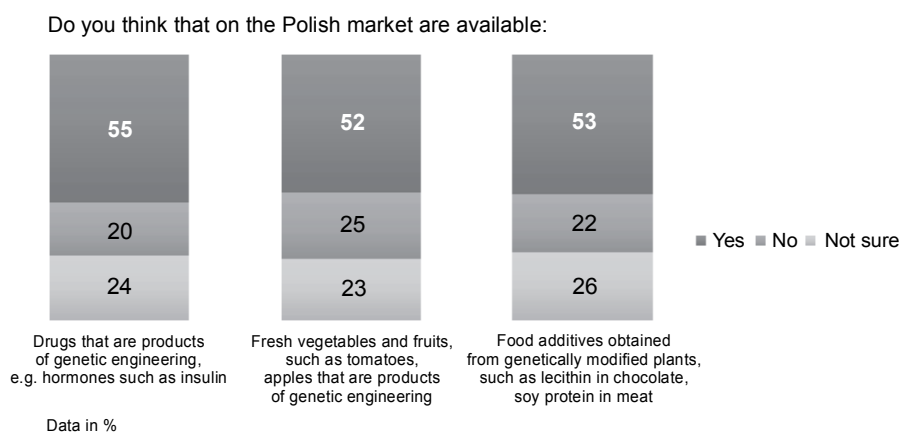 Do you think that on the Polish market are available:
55
52
53
20
25
22
24
23
26
Yes No Not sure
Drugs that are products
of genetic engineering,
e.g. hormones such as insulin
Fresh vegetables and fruits,
such as tomatoes,
apples that are products
of genetic engineering
Food additives obtained
from genetically modified plants,
such as lecithin in chocolate,
soy protein in meat
Data in %